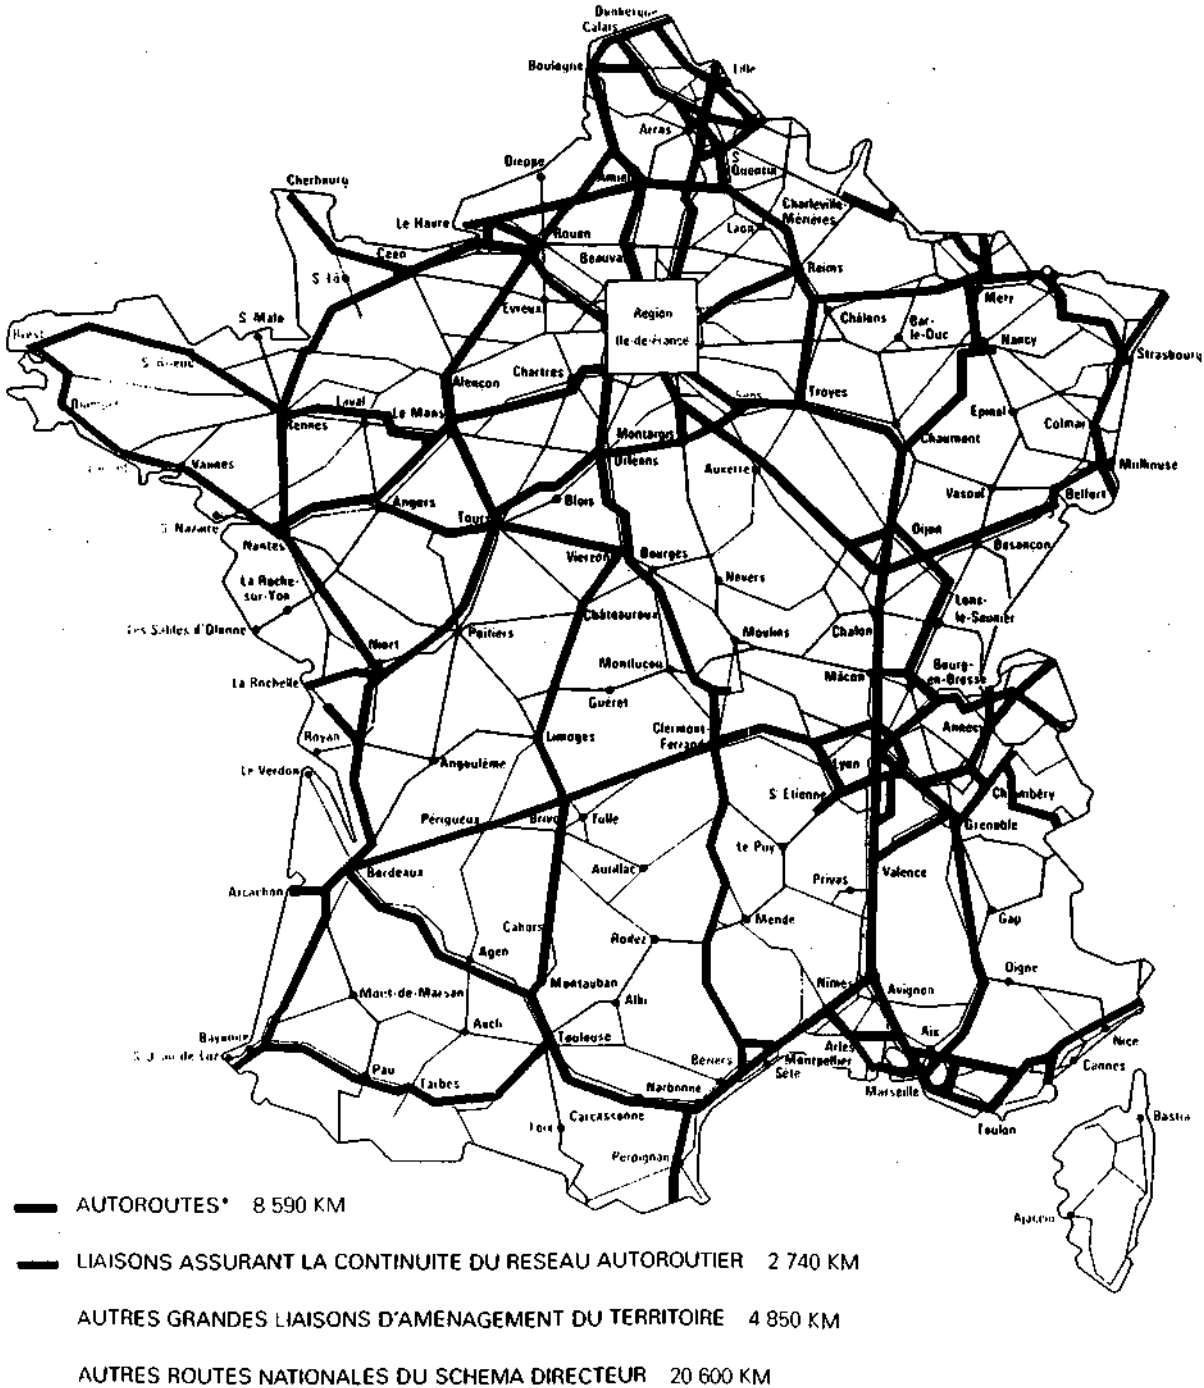 Dunkerque
Calais
Boulogne
Lille
Arras
Dieppe
S Quentin
Cherbourg
Charleville-
Mézières
Le Havre
Laon
Rouen
Caen
Beauvais
Reims
S Lô
Metz
Evreux
Région
Ile-de-France
Châlons
Bar-
le-Duc
Nancy
S. Malo
Brest
S. Brieuc
Strasbourg
Chartres
Alençon
Sens
Troyes
Laval
Le Mans
Epinal
Rennes
Montargis
Colmar
Chaumont
Orléans
Vannes
Auxerre
Mulhouse
Vesoul
Belfort
Angers
Blois
Tours
S. Nazaire
Dijon
Nantes
Vierzon
Bourges
Besançon
Nevers
La Roche-
sur-Yon
Châteauroux
Lons-
le-Saunier
Les Sables d'Olonne
Poitiers
Moulins
Chalon
Niort
Montluçon
Mâcon
Bourg-
en-Bresse
La Rochelle
Guéret
Annecy
Royan
Limoges
Clermont-
Ferrand
Angoulême
Lyon
Le Verdon
S' Etienne
Chambéry
Périgueux
Brive
Tulle
Grenoble
Le Puy
Bordeaux
Aurillac
Valence
Privas
Arcachon
Mende
Gap
Cahors
Rodez
Agen
Digne
Montauban
Nîmes
Avignon
Mont-de-Marsan
Albi
Auch
Bayonne
Toulouse
Aix
Nice
S. Jean de Luz
Arles
Béziers
Montpellier
Pau
Tarbes
Sète
Cannes
Narbonne
Marseille
Carcassonne
Toulon
Bastia
Foix
Perpignan
Ajaccio
AUTOROUTES* 8 590 KM
LIAISONS ASSURANT LA CONTINUITE DU RESEAU AUTOROUTIER 2 740 KM
AUTRES GRANDES LIAISONS D'AMENAGEMENT DU TERRITOIRE 4 850 KM
AUTRES ROUTES NATIONALES DU SCHEMA DIRECTEUR 20 600 KM